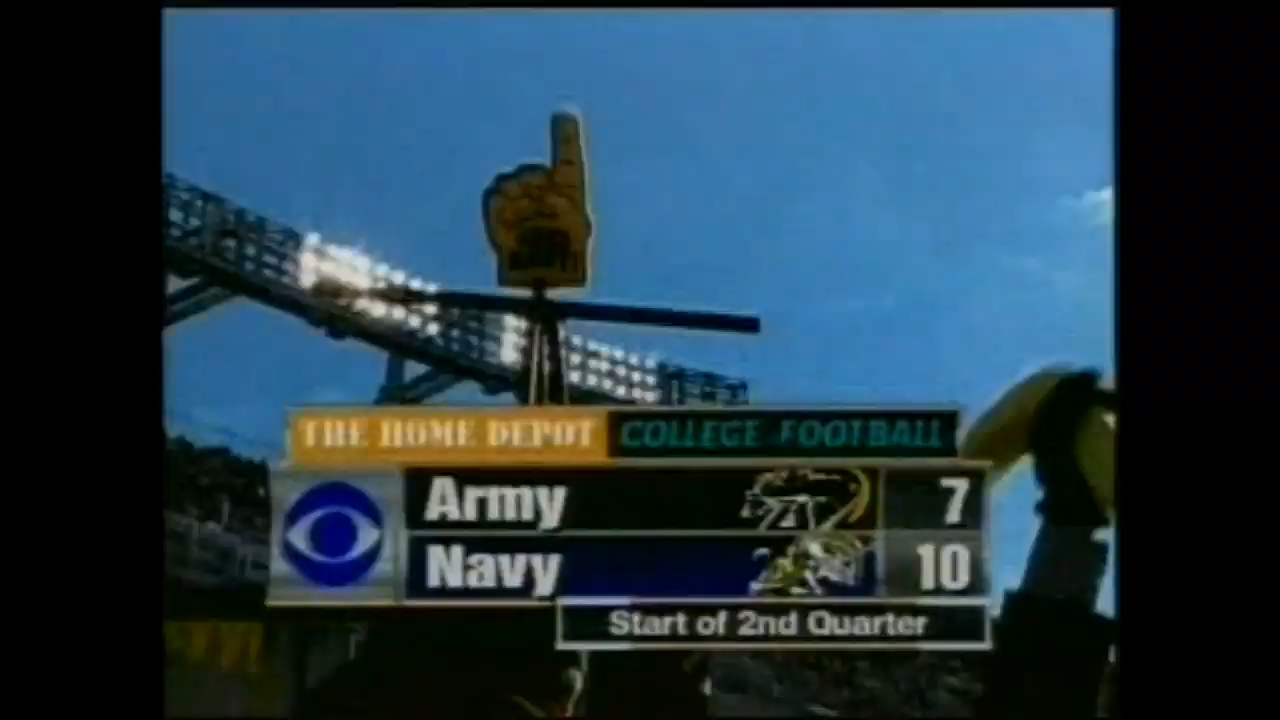 THE HOME DEPOT COLLEGE FOOTBALL
Army 7
Navy 10
Start of 2nd Quarter